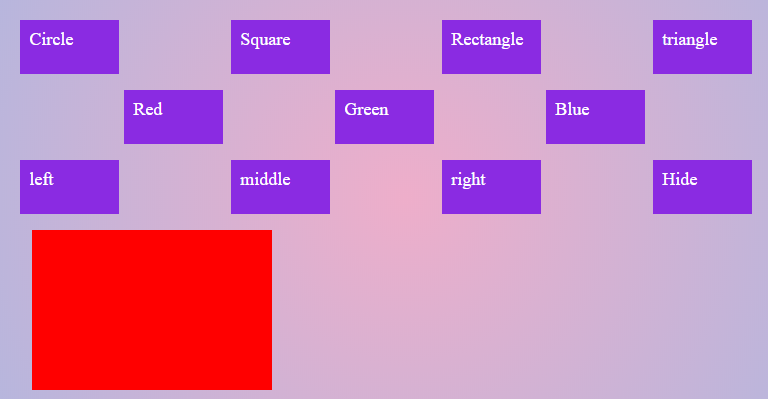 Circle Square Rectangle triangle
Red Green Blue
left middle right Hide